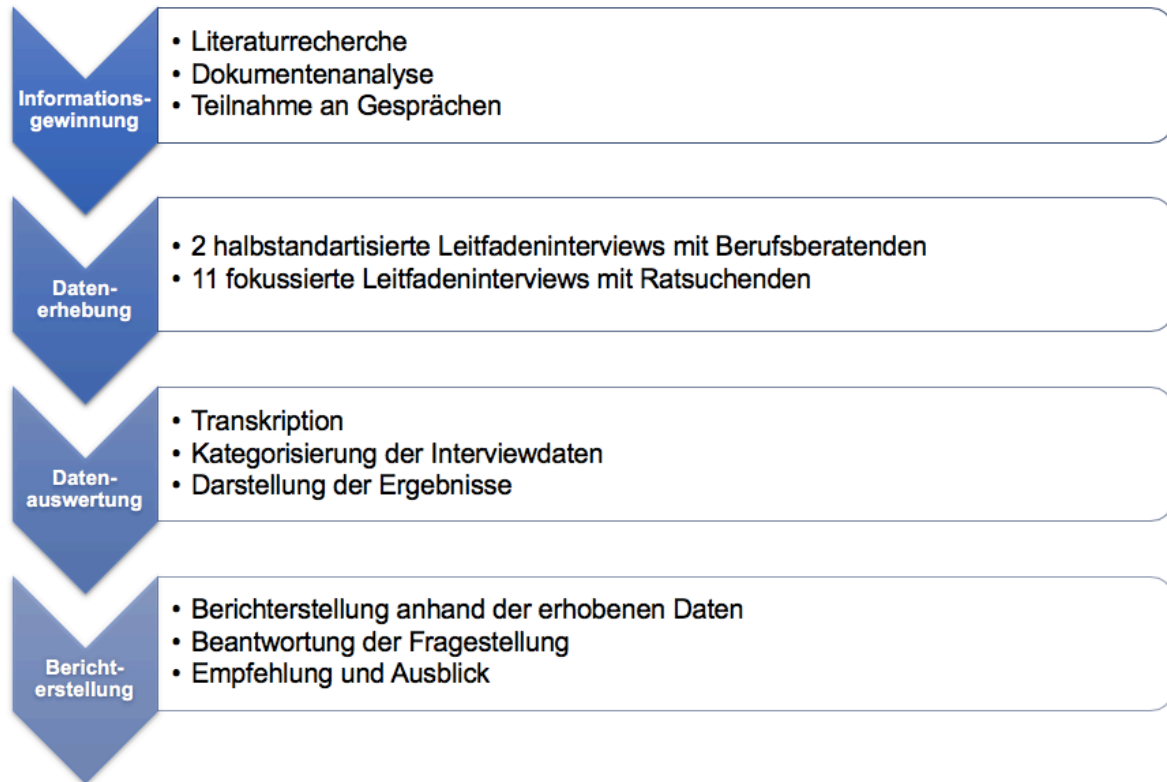 Informations-
gewinnung
• Literaturrecherche
• Dokumentenanalyse
• Teilnahme an Gesprächen
Daten-
erhebung
• 2 halbstandartisierte Leitfadeninterviews mit Berufsberatenden
• 11 fokussierte Leitfadeninterviews mit Ratsuchenden
Daten-
auswertung
• Transkription
• Kategorisierung der Interviewdaten
• Darstellung der Ergebnisse
Bericht-
erstellung
• Berichterstellung anhand der erhobenen Daten
• Beantwortung der Fragestellung
• Empfehlung und Ausblick